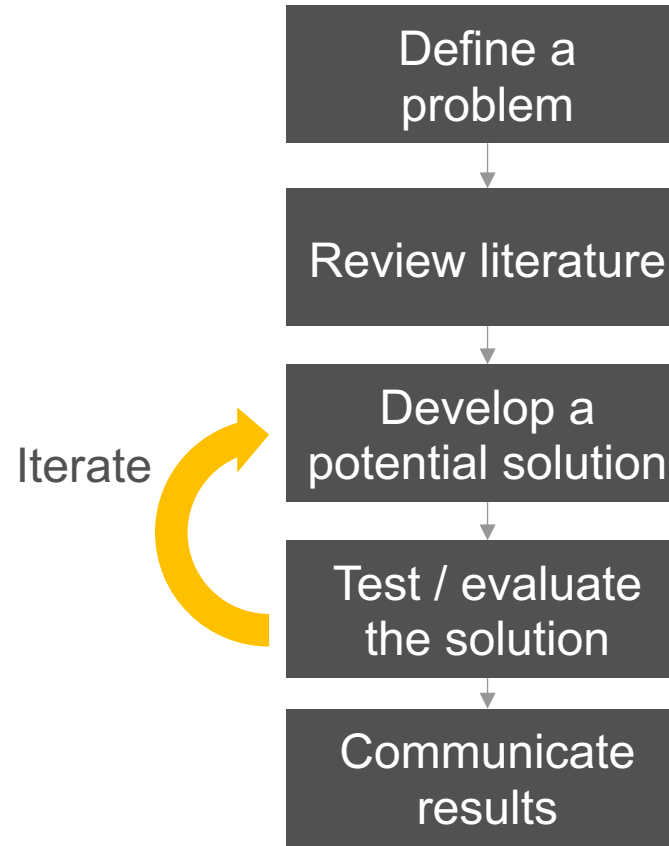 Define a
problem
Review literature
Develop a
potential solution
Iterate
Test / evaluate
the solution
Communicate
results